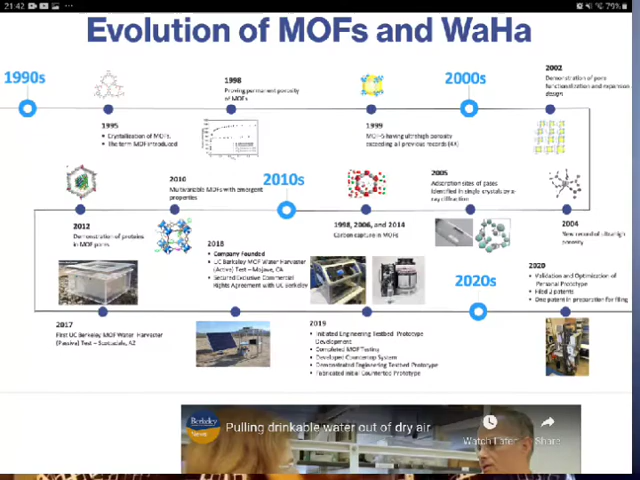 21:42
79%
Evolution of MOFs and WaHa
1990s
1998
Proving permanent porosity
of MOFs
2000s
2002
Demonstration of pore
functionalization and expansion
design
1995
• Crystallization of MOFs.
• The term MOF introduced
1999
MOF-5 having ultrahigh porosity
exceeding all previous records (4X)
2010
Multivariable MOFs with emergent
properties
2010s
2005
Adsorption sites of gases
identified in single crystals x-
ray diffraction
2012
Demonstration of proteins
in MOF pores
1998, 2006, and 2014
Carbon capture in MOFs
2004
New record of ultrahigh
porosity
2018
Company founded
• UC Berkeley MOF Water Harvester
(Active) Test – Mojave, CA
• Secured Exclusive Commercial
Rights Agreement with UC Berkeley
2020s
2020
• Validation and Optimization of
Personal Prototype
• Filed 2 patents
• One patent in preparation for filing
2017
First UC Berkeley MOF Water Harvester
(Passive) Test – Scottsdale, AZ
2019
• Initiated Engineering Testbed Prototype
Development
• Completed MOF Testing
• Developed Countertop System
• Demonstrated Engineering Testbed Prototype
• Fabricated Initial Countertop Prototype
Berkeley
Pulling drinkable water out of dry air
Watch Later
Share